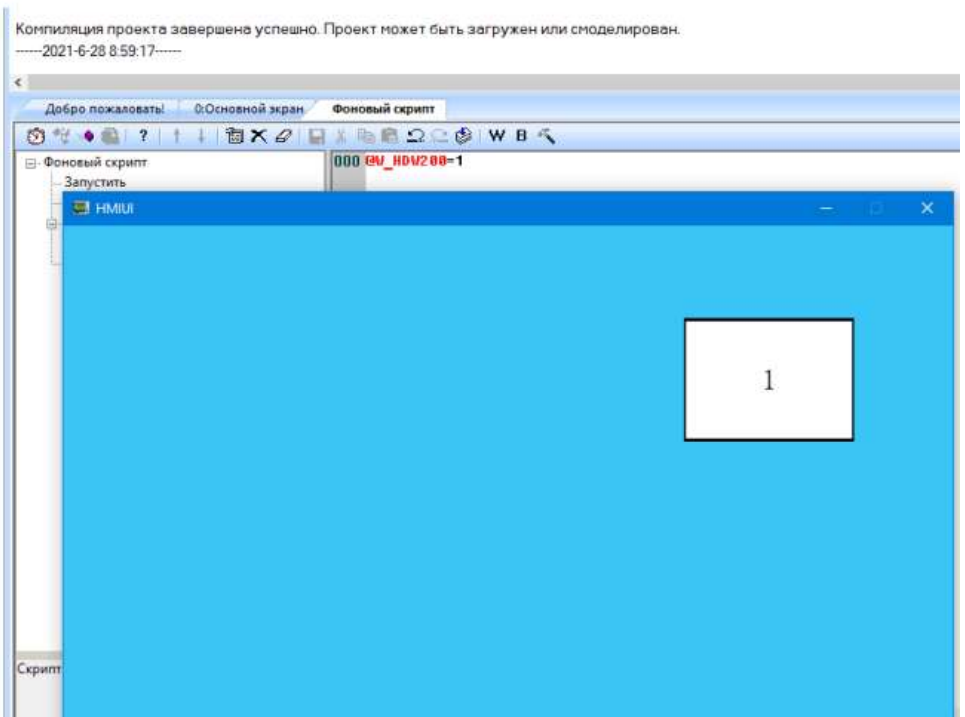 Компиляция проекта завершена успешно. Проект может быть загружен или смоделирован.
------2021-6-28 8:59:17------
Добро пожаловать! 0:Основной экран Фоновый скрипт
? W B
Фоновый скрипт
000 @W_HDW200=1
Запустить
HMIUI
1
Скрипт